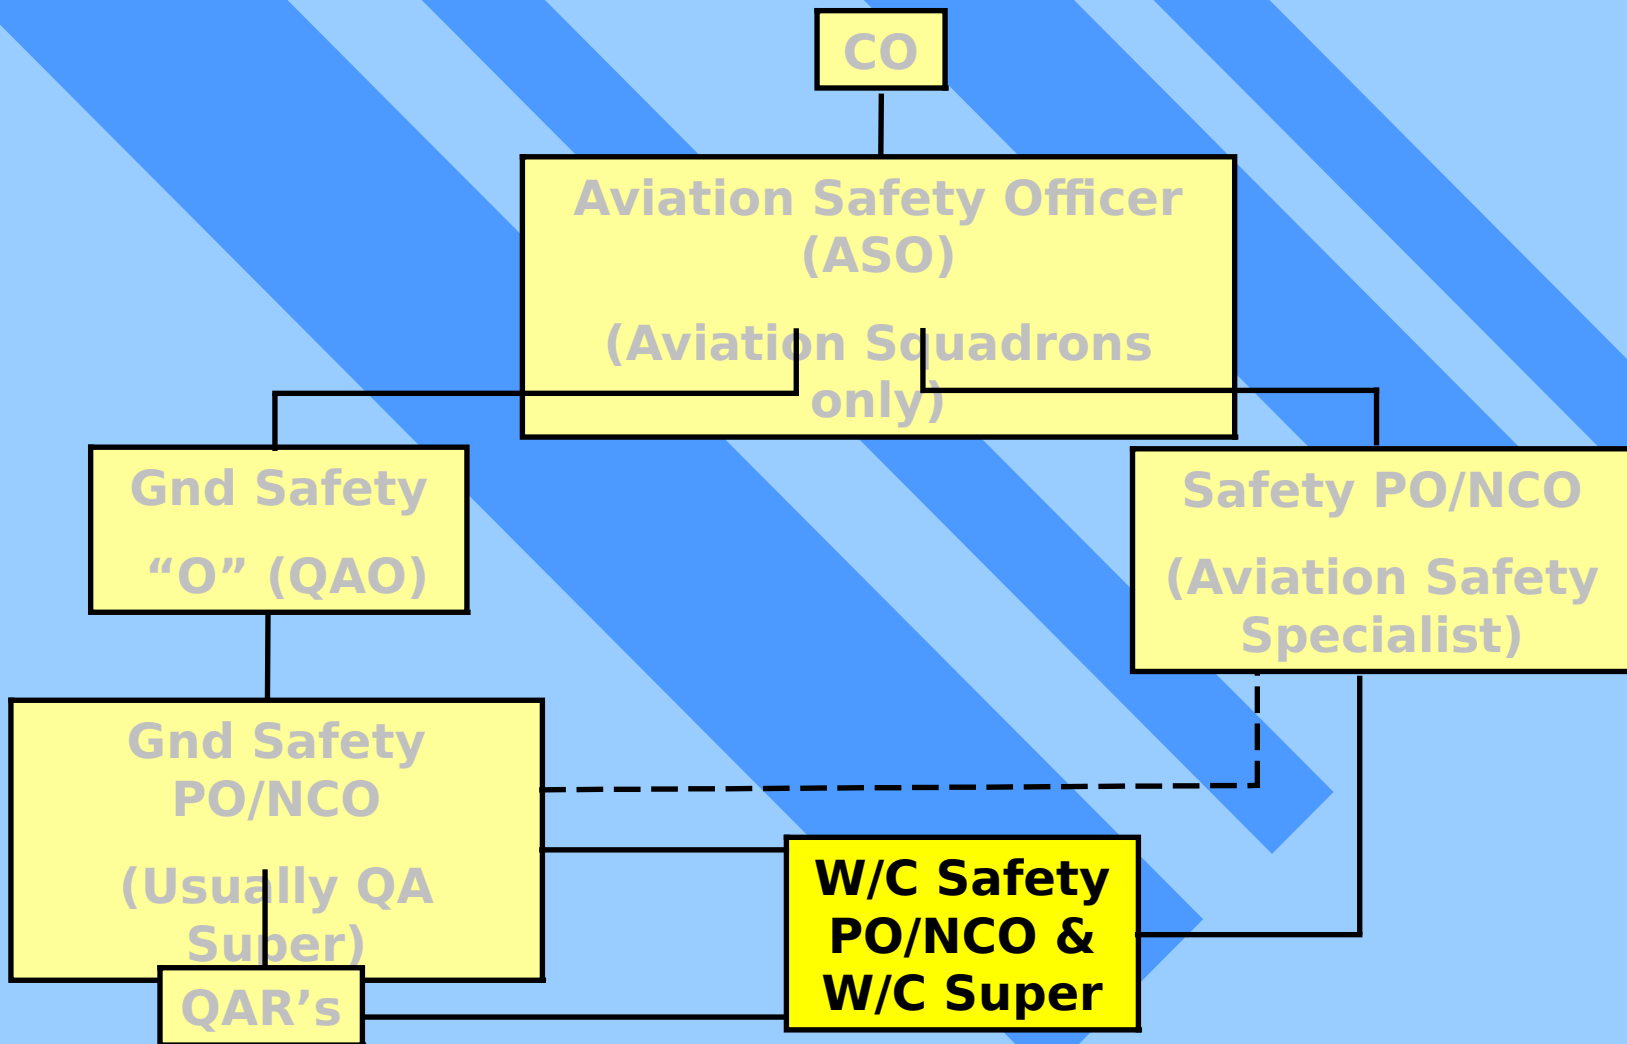 CO
Aviation Safety Officer
(ASO)
(Aviation Squadrons
only)
Gnd Safety
“O” (QAO)
Safety PO/NCO
(Aviation Safety
Specialist)
Gnd Safety
PO/NCO
(Usually QA
Super)
W/C Safety
PO/NCO &
W/C Super
QAR’s